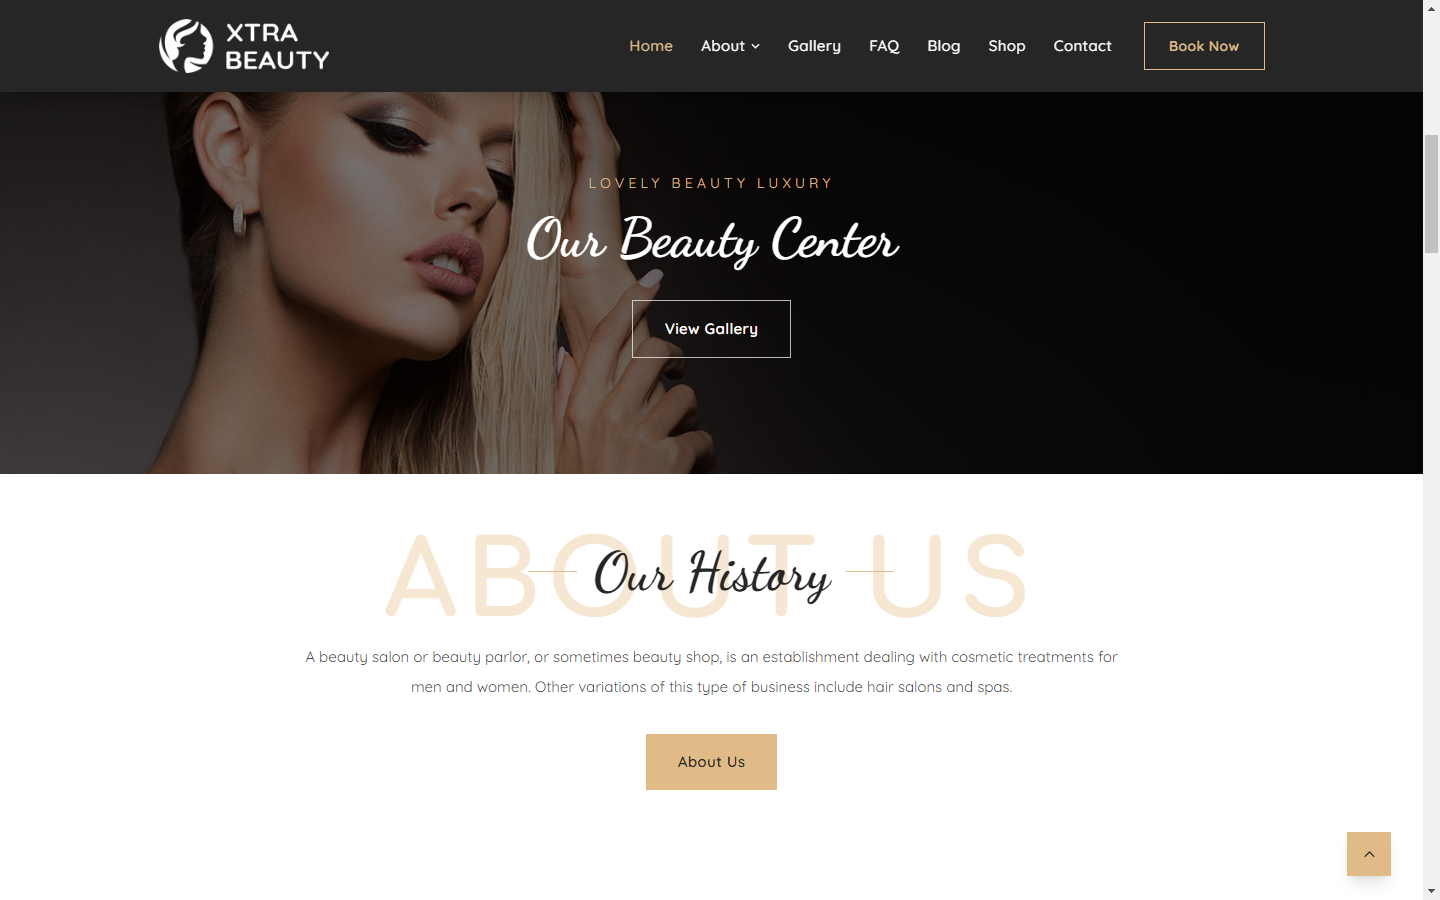 XTRA
BEAUTY
Home About Gallery FAQ Blog Shop Contact Book Now
LOVELY BEAUTY LUXURY
Our Beauty Center
View Gallery
ABOUT US
Our History
A beauty salon or beauty parlor, or sometimes beauty shop, is an establishment dealing with cosmetic treatments for
men and women. Other variations of this type of business include hair salons and spas.
About Us